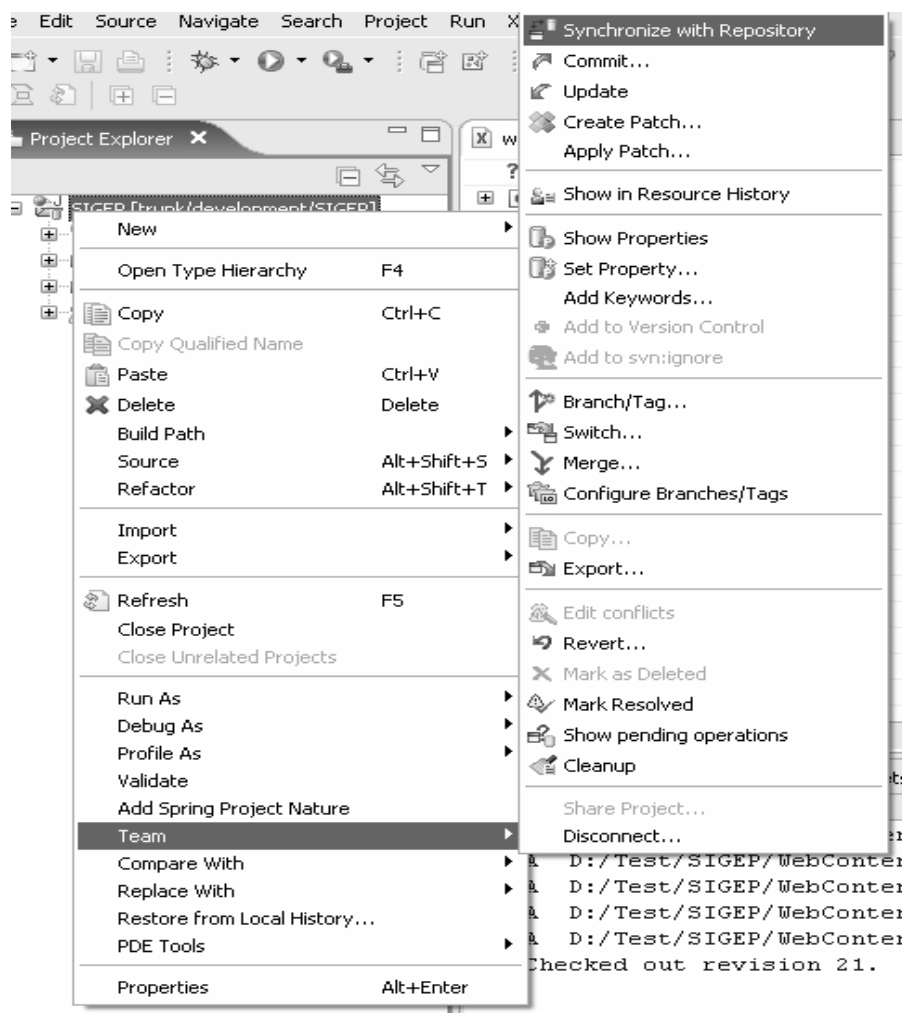 Edit Source Navigate Search Project Run X
Project Explorer
SIGEP [trunk/development/SIGEP]
New
Open Type Hierarchy F4
Copy Ctrl+C
Copy Qualified Name
Paste Ctrl+V
Delete Delete
Build Path
Source Alt+Shift+S
Refactor Alt+Shift+T
Import
Export
Refresh F5
Close Project
Close Unrelated Projects
Run As
Debug As
Profile As
Validate
Add Spring Project Nature
Team
Compare With
Replace With
Restore from Local History...
PDE Tools
Properties Alt+Enter
Synchronize with Repository
Commit...
Update
Create Patch...
Apply Patch...
Show in Resource History
Show Properties
Set Property...
Add Keywords...
Add to Version Control
Add to svn:ignore
Branch/Tag...
Switch...
Merge...
Configure Branches/Tags
Copy...
Export...
Edit conflicts
Revert...
Mark as Deleted
Mark Resolved
Show pending operations
Cleanup
Share Project...
Disconnect...
A D:/Test/SIGEP/WebConter
A D:/Test/SIGEP/WebConter
A D:/Test/SIGEP/WebConter
A D:/Test/SIGEP/WebConter
Checked out revision 21.